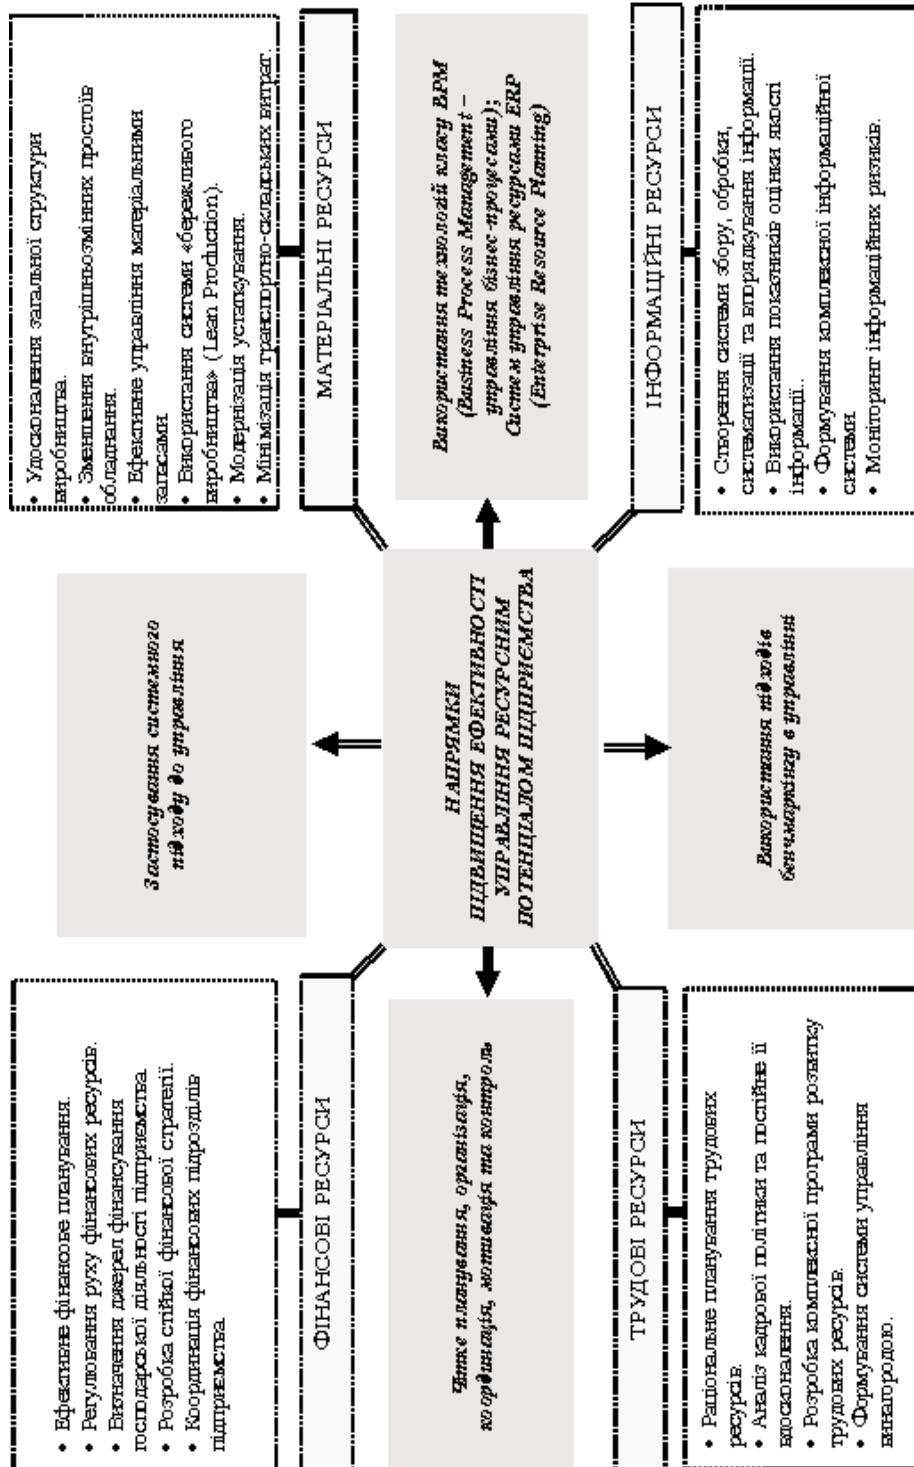 • Ефективне фінансове планування.
• Регулювання руху фінансових ресурсів.
• Визначення джерел фінансування
господарської діяльності підприємства.
• Розробка стійкої фінансової стратегії.
• Координація фінансових підрозділів
підприємства.
ФІНАНСОВІ РЕСУРСИ
Застосування системного
підходу до управління
• Удосконалення загальної структури
виробництва.
• Зменшення внутрішньозмінних простоїв
обладнання.
• Ефективне управління матеріальними
запасами.
• Використання системи «бережливого
виробництва» (Lean Production).
• Модернізація устаткування.
• Мінімізація транспортно-складських витрат.
МАТЕРІАЛЬНІ РЕСУРСИ
Чітке планування, організація,
координація, мотивація та контроль
НАПРЯМКИ
ПІДВИЩЕННЯ ЕФЕКТИВНОСТІ
УПРАВЛІННЯ РЕСУРСНИМ
ПОТЕНЦІАЛОМ ПІДПРИЄМСТВА
Використання технологій класу BPM
(Business Process Management –
управління бізнес-процесами);
Систем управління ресурсами ERP
(Enterprise Resource Planning)
ТРУДОВІ РЕСУРСИ
• Раціональне планування трудових
ресурсів.
• Аналіз кадрової політики та постійне її
вдосконалення.
• Розробка комплексної програми розвитку
трудових ресурсів.
• Формування системи управління
винагородою.
Використання підходів
бенчмаркінгу в управлінні
ІНФОРМАЦІЙНІ РЕСУРСИ
• Створення системи збору, обробки,
систематизації та впорядкування інформації.
• Використання показників оцінки якості
інформації..
• Формування комплексної інформаційної
системи.
• Моніторинг інформаційних ризиків.